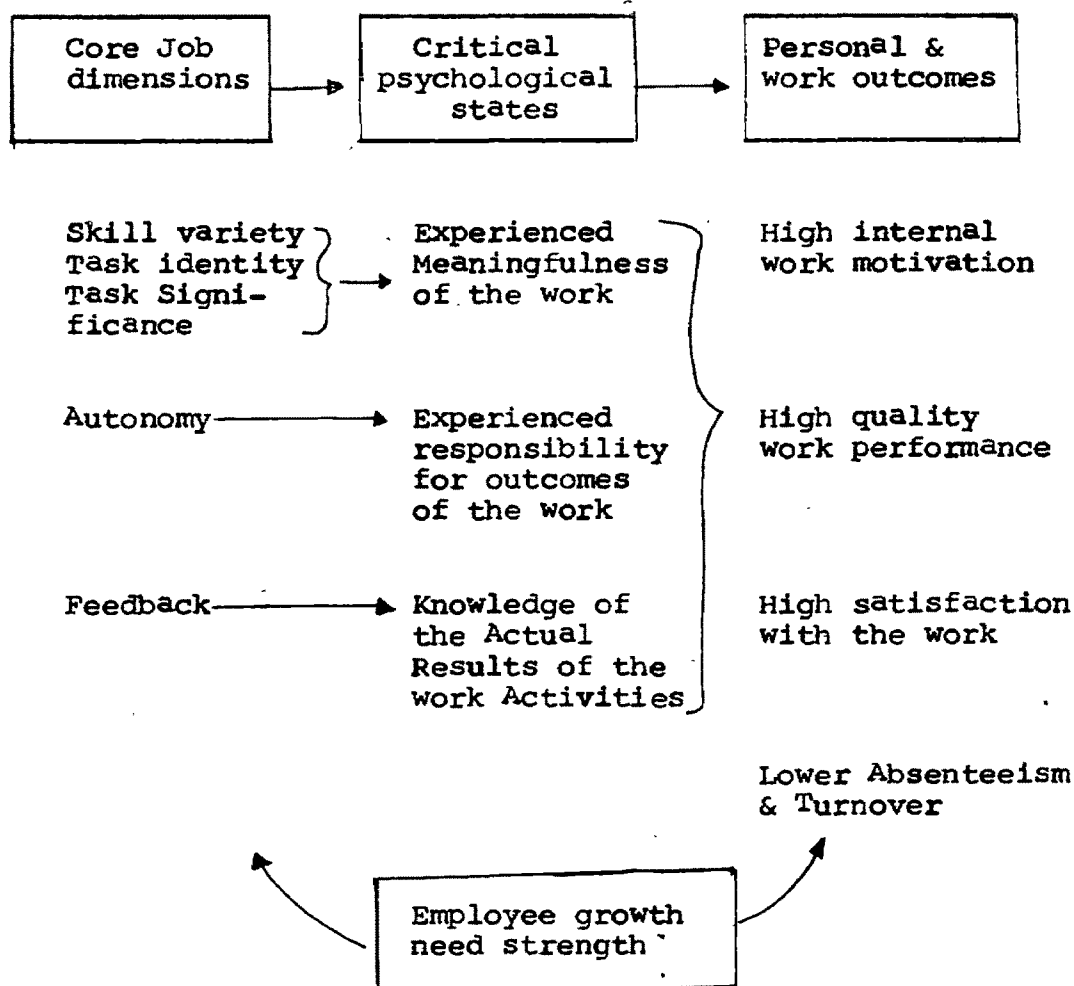 Core Job
dimensions
Critical
psychological
states
Personal &
work outcomes
Skill variety
Task identity
Task Signi-
ficance
Experienced
Meaningfulness
of the work
High internal
work motivation
Autonomy
Experienced
responsibility
for outcomes
of the work
High quality
work performance
Feedback
Knowledge of
the Actual
Results of the
work Activities
High satisfaction
with the work
Lower Absenteeism
& Turnover
Employee growth
need strength